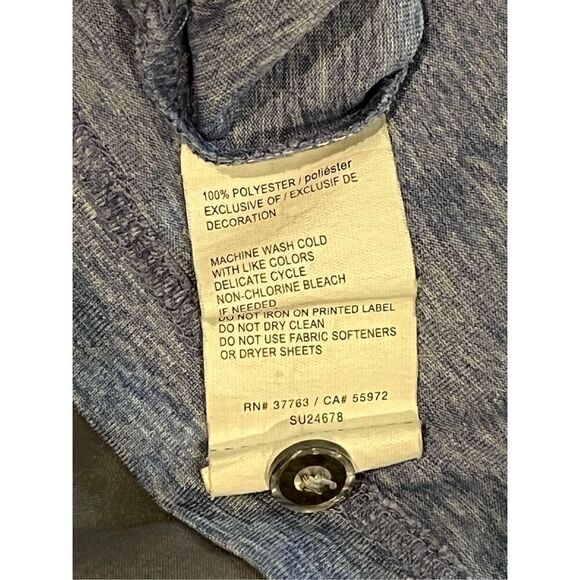 100% POLYESTER / poliéster
EXCLUSIVE OF / EXCLUSIF DE
DECORATION
MACHINE WASH COLD
WITH LIKE COLORS
DELICATE CYCLE
NON-CHLORINE BLEACH
IF NEEDED
DO NOT IRON ON PRINTED LABEL
DO NOT DRY CLEAN
DO NOT USE FABRIC SOFTENERS
OR DRYER SHEETS
RN# 37763 / CA# 55972
SU24678